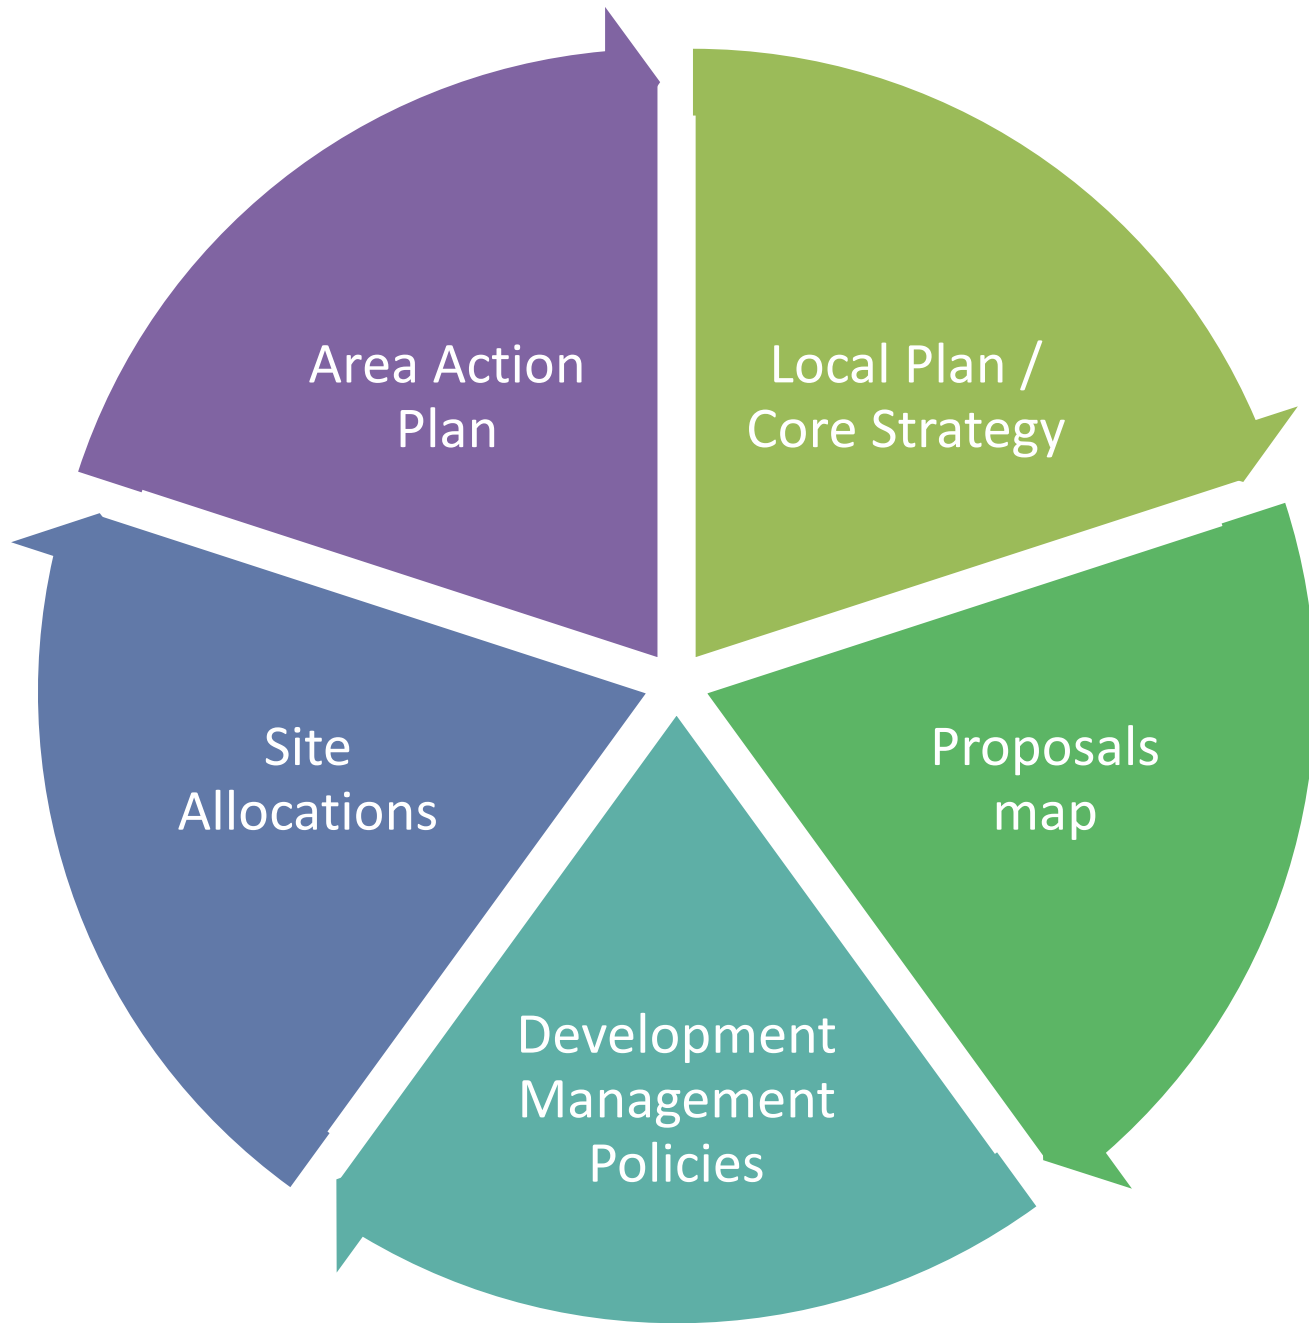 Area Action
Plan
Local Plan /
Core Strategy
Proposals
map
Development
Management
Policies
Site
Allocations